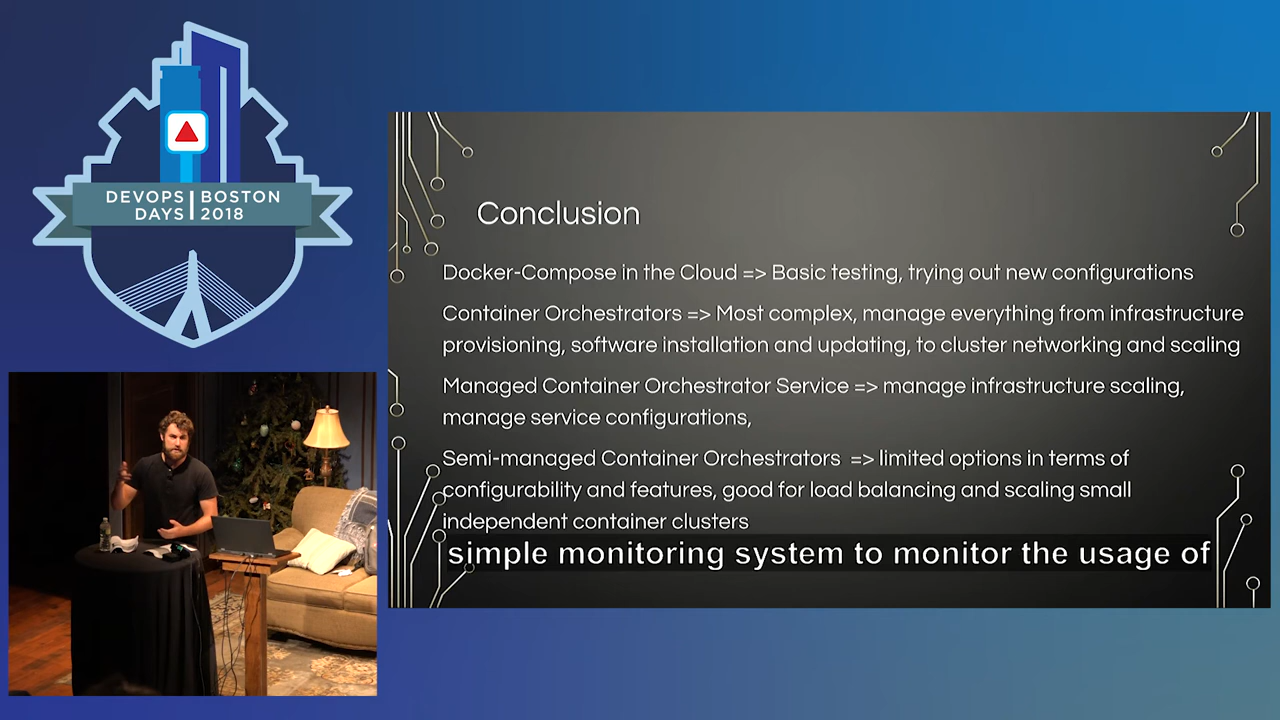 DEVOPS BOSTON
DAYS 2018
Conclusion
Docker-Compose in the Cloud => Basic testing, trying out new configurations
Container Orchestrators => Most complex, manage everything from infrastructure
provisioning, software installation and updating, to cluster networking and scaling
Managed Container Orchestrator Service => manage infrastructure scaling,
manage service configurations,
Semi-managed Container Orchestrators => limited options in terms of
configurability and features, good for load balancing and scaling small
independent container clusters
simple monitoring system to monitor the usage of